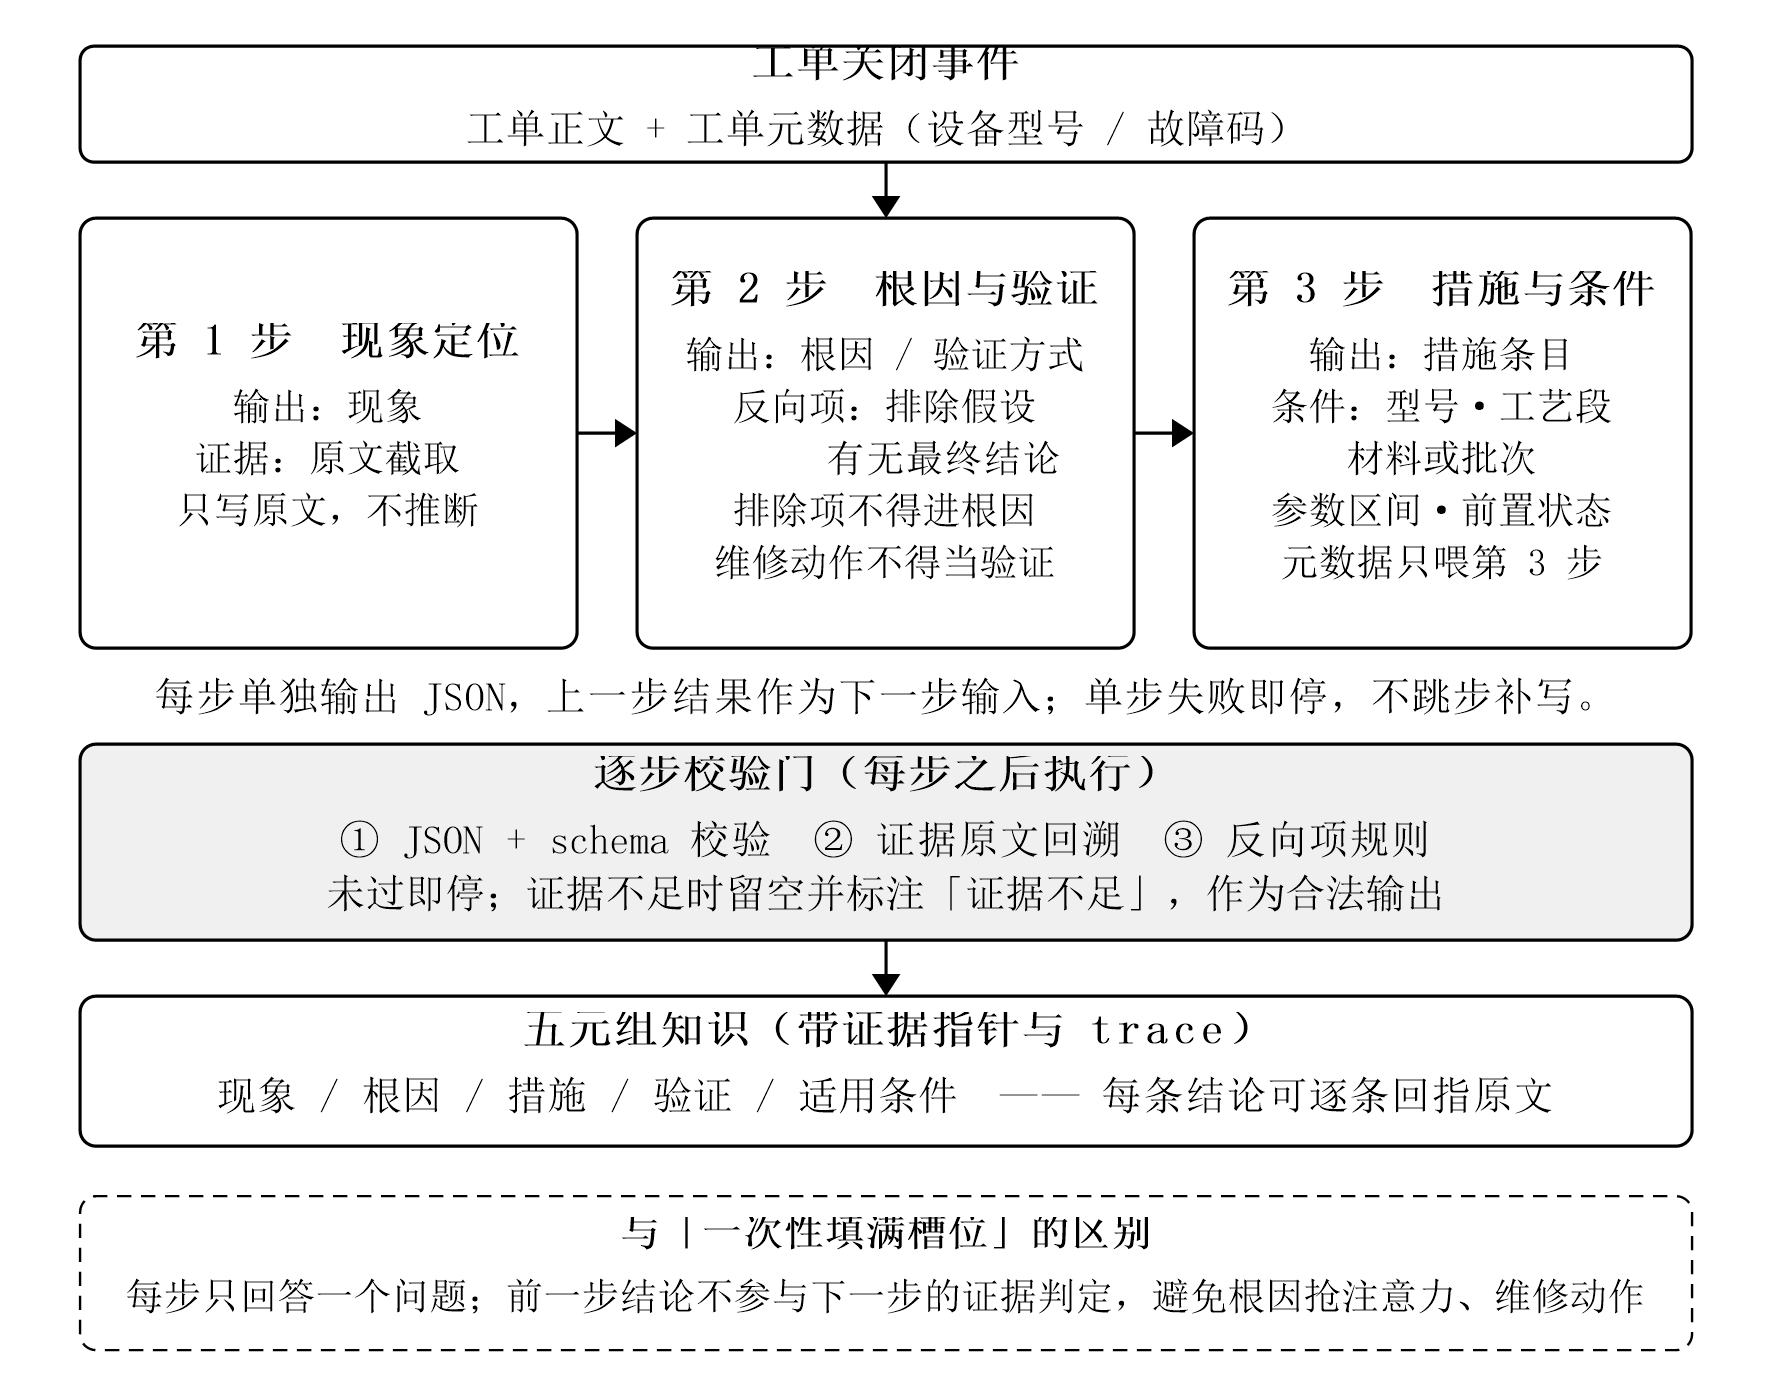 工单关闭事件
工单正文 + 工单元数据（设备型号 / 故障码）
第 1 步　现象定位
输出：现象
证据：原文截取
只写原文，不推断
第 2 步　根因与验证
输出：根因 / 验证方式
反向项：排除假设
有无最终结论
排除项不得进根因
维修动作不得当验证
第 3 步　措施与条件
输出：措施条目
条件：型号·工艺段
材料或批次
参数区间·前置状态
元数据只喂第 3 步
每步单独输出 JSON，上一步结果作为下一步输入；单步失败即停，不跳步补写。
逐步校验门（每步之后执行）
① JSON + schema 校验　② 证据原文回溯　③ 反向项规则
未过即停；证据不足时留空并标注「证据不足」，作为合法输出
五元组知识（带证据指针与 trace）
现象 / 根因 / 措施 / 验证 / 适用条件　—— 每条结论可逐条回指原文
与「一次性填满槽位」的区别
每步只回答一个问题；前一步结论不参与下一步的证据判定，避免根因抢注意力、维修动作